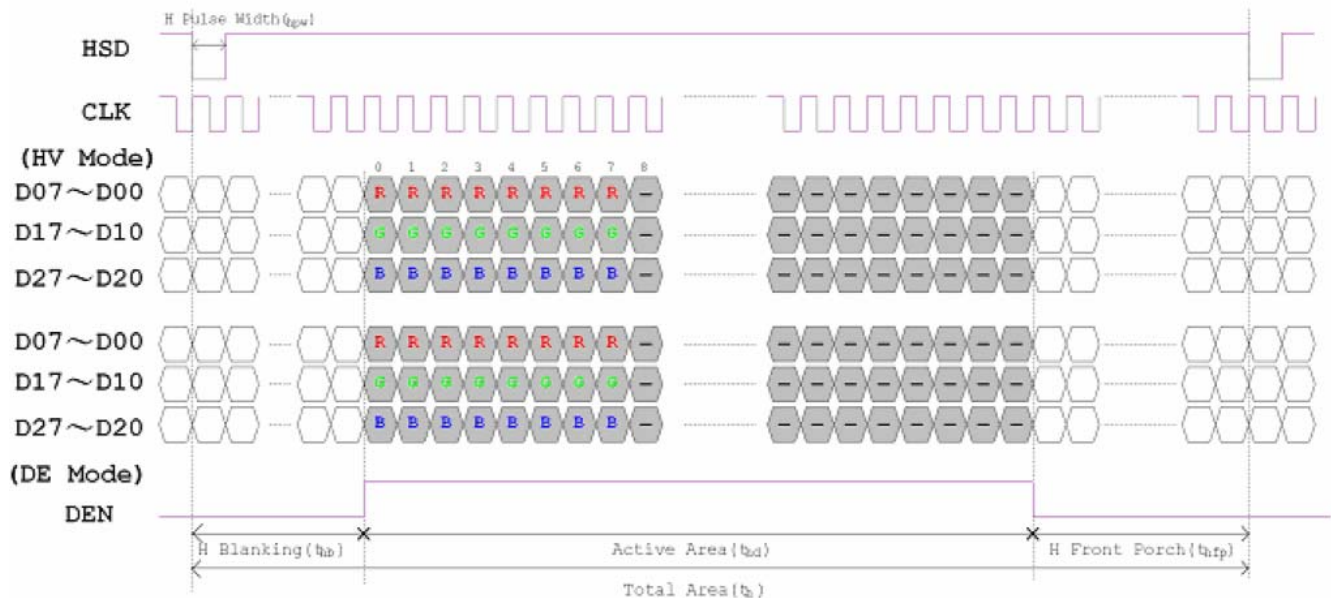 H Pulse Width(thpw)
HSD
CLK
(HV Mode)
0 1 2 3 4 5 6 7 8
D07～D00 R R R R R R R R － － － － － － － － －
D17～D10 G G G G G G G G － － － － － － － － －
D27～D20 B B B B B B B B － － － － － － － － －
D07～D00 R R R R R R R R － － － － － － － － －
D17～D10 G G G G G G G G － － － － － － － － －
D27～D20 B B B B B B B B － － － － － － － － －
(DE Mode)
DEN
H Blanking(thb) Active Area(thd) H Front Porch(thfp)
Total Area(th)